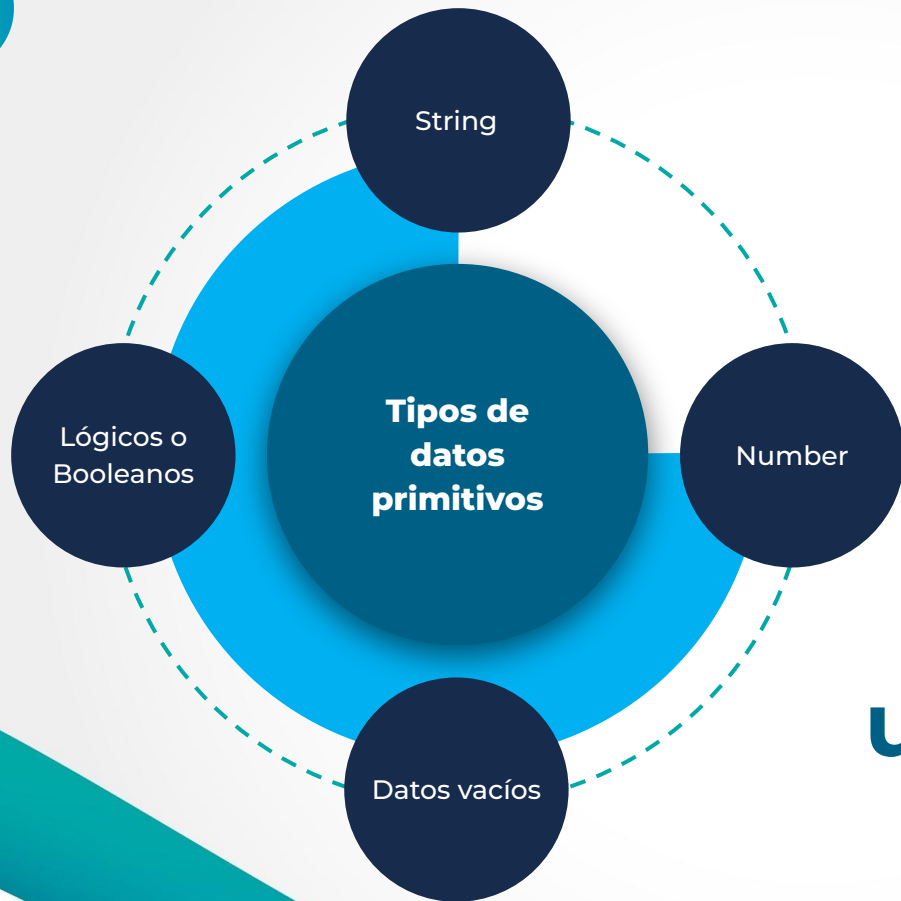 String
Tipos de
datos
primitivos
Lógicos o
Booleanos
Number
Datos vacíos